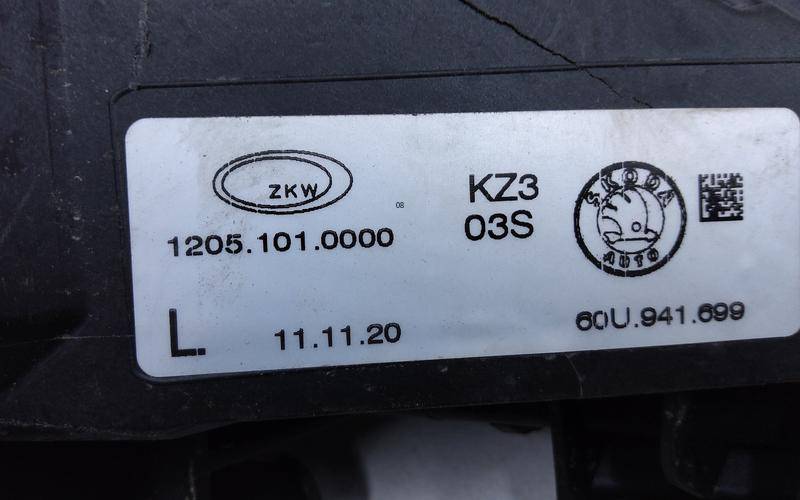 ZKW
08
1205.101.0000
KZ3
03S
SKODA
AUTO
L.
11.11.20
60U.941.699